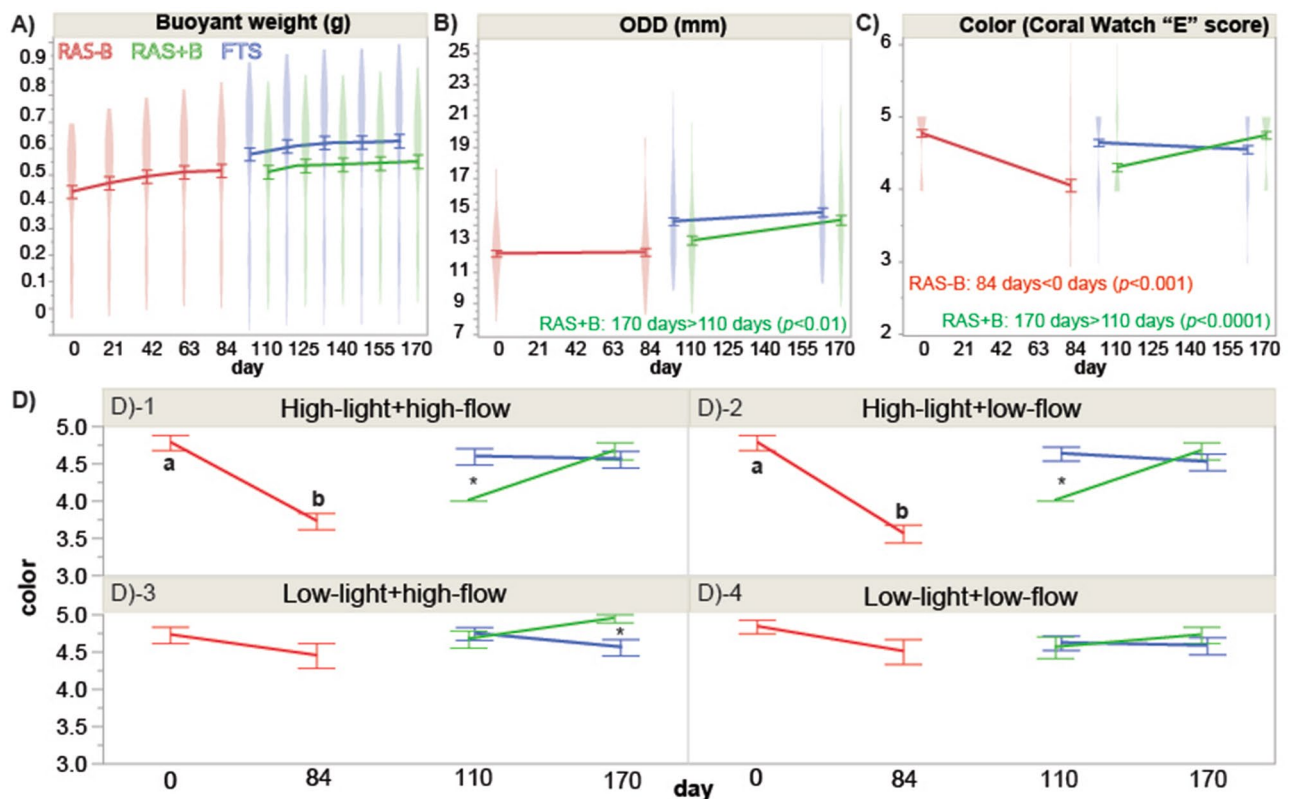 A) Buoyant weight (g)
RAS-B RAS+B FTS
0.9
0.8
0.7
0.6
0.5
0.4
0.3
0.2
0.1
0
0 21 42 63 84 110 125 140 155 170
day
B) ODD (mm)
25
23
21
19
17
15
13
11
9
7
RAS+B: 170 days>110 days (p<0.01)
0 21 42 63 84 110 125 140 155 170
day
C) Color (Coral Watch “E” score)
6
5
4
3
2
RAS-B: 84 days<0 days (p<0.001)
RAS+B: 170 days>110 days (p<0.0001)
0 21 42 63 84 110 125 140 155 170
day
D)
D)-1 High-light+high-flow
5.0
4.5
4.0
3.5
3.0
a
b
*
D)-2 High-light+low-flow
a
b
*
D)-3 Low-light+high-flow
5.0
4.5
4.0
3.5
3.0
*
D)-4 Low-light+low-flow
color
0 84 110 170 0 84 110 170
day